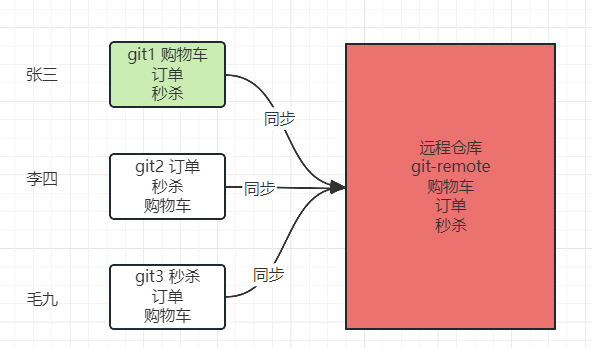 张三
git1 购物车
订单
秒杀
同步
李四
git2 订单
秒杀
购物车
同步
毛九
git3 秒杀
订单
购物车
同步
远程仓库
git-remote
购物车
订单
秒杀